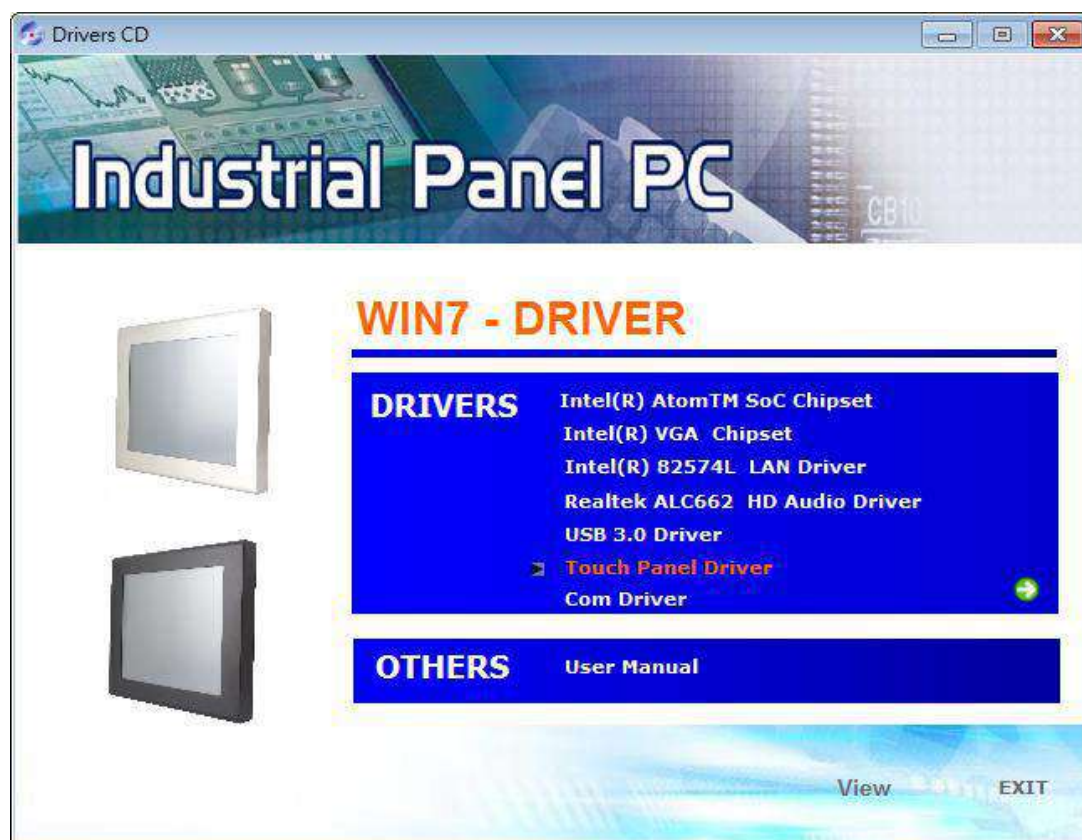 Drivers CD
Industrial Panel PC
CB10
WIN7 - DRIVER
DRIVERS
Intel(R) AtomTM SoC Chipset
Intel(R) VGA Chipset
Intel(R) 82574L LAN Driver
Realtek ALC662 HD Audio Driver
USB 3.0 Driver
Touch Panel Driver
Com Driver
OTHERS
User Manual
View
EXIT